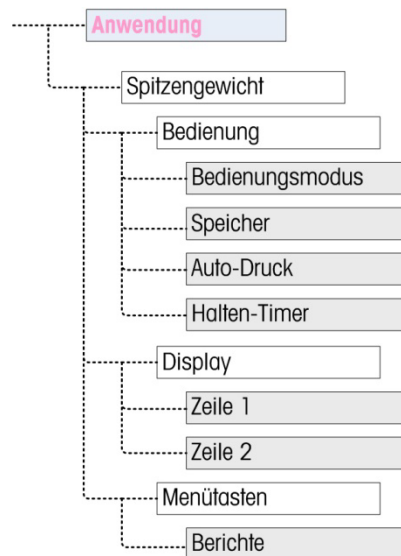 Anwendung
Spitzengewicht
Bedienung
Bedienungsmodus
Speicher
Auto-Druck
Halten-Timer
Display
Zeile 1
Zeile 2
Menütasten
Berichte